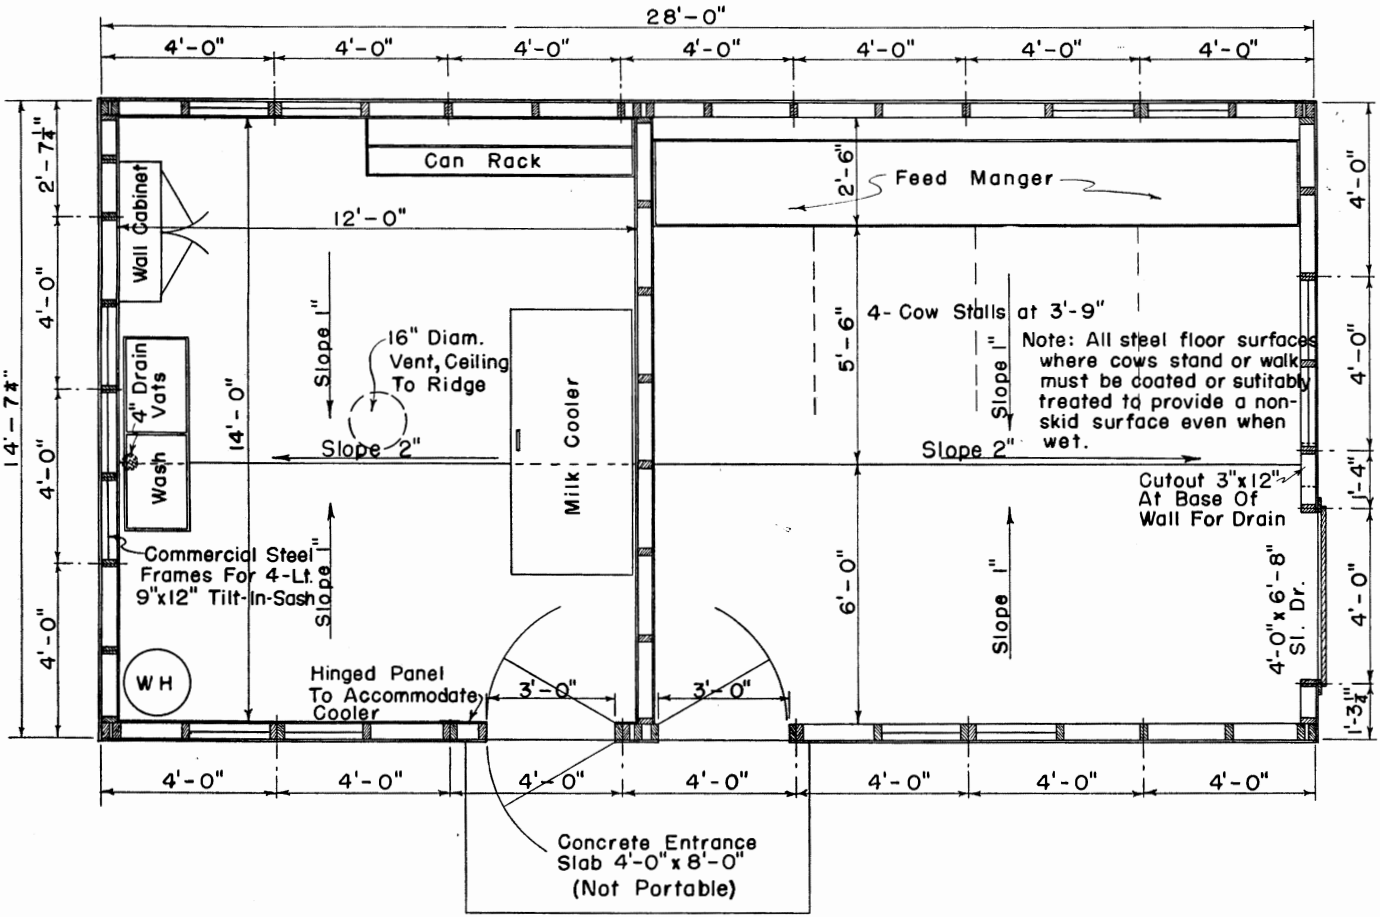 28'-0"
4'-0" 4'-0" 4'-0" 4'-0" 4'-0" 4'-0" 4'-0"
14'-7¼"
2'-7¼"
4'-0"
4'-0"
4'-0"
Can Rack
Wall Cabinet
12'-0"
14'-0"
Slope 1"
16" Diam.
Vent, Ceiling
To Ridge
4" Drain
Vats
Wash
Slope 2"
Milk Cooler
Commercial Steel
Frames For 4-Lt.
9"x12" Tilt-In-Sash
Slope 1"
WH
Hinged Panel
To Accommodate
Cooler
3'-0"
3'-0"
2'-6"
Feed Manger
5'-6"
4- Cow Stalls at 3'-9"
Slope 1"
Note: All steel floor surfaces
where cows stand or walk
must be coated or sutitably
treated to provide a non-
skid surface even when
wet.
Slope 2"
Cutout 3"x12"
At Base Of
Wall For Drain
6'-0"
Slope 1"
4'-0"x6'-8"
Sl. Dr.
4'-0"
4'-0"
1'-4"
4'-0"
1'-3¼"
4'-0" 4'-0" 4'-0" 4'-0" 4'-0" 4'-0" 4'-0"
Concrete Entrance
Slab 4'-0"x 8'-0"
(Not Portable)